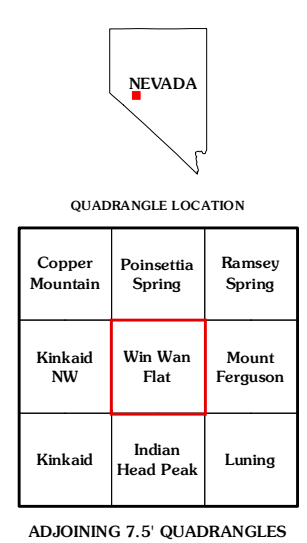 NEVADA
QUADRANGLE LOCATION
Copper
Mountain
Poinsettia
Spring
Ramsey
Spring
Kinkaid
NW
Win Wan
Flat
Mount
Ferguson
Kinkaid
Indian
Head Peak
Luning
ADJOINING 7.5' QUADRANGLES